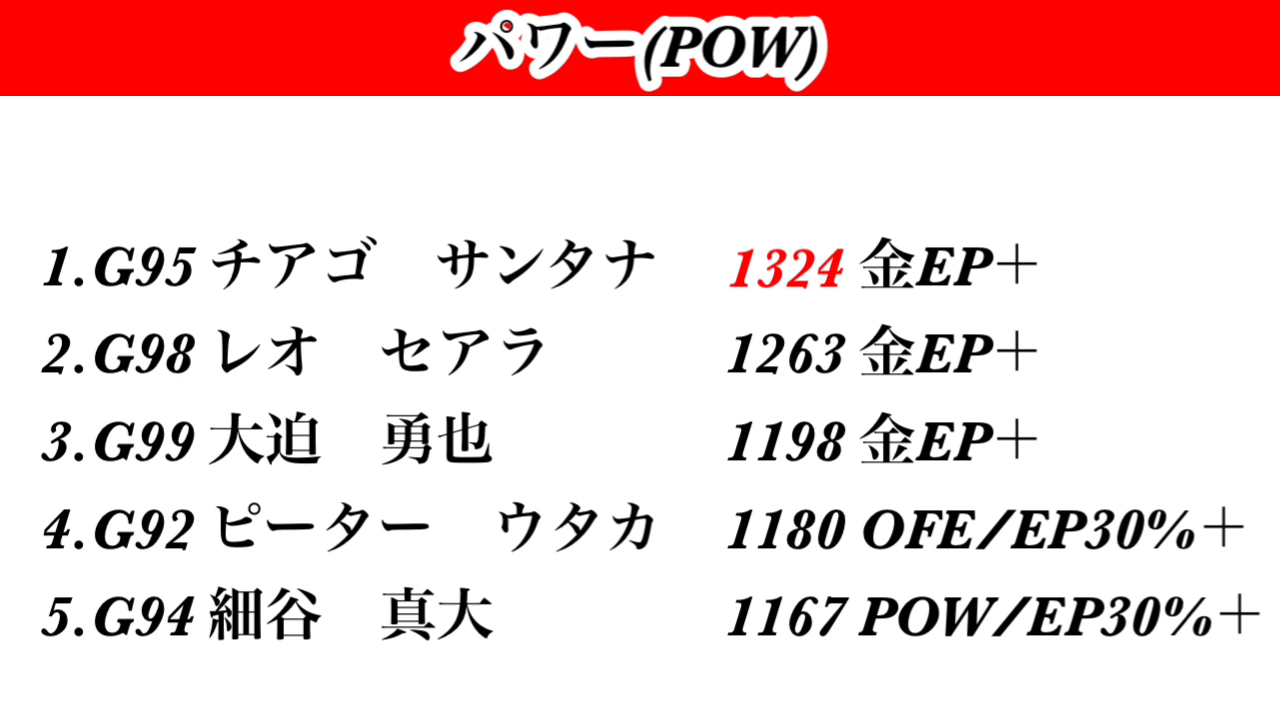 パワー(POW)
1.G95 チアゴ　サンタナ　1324 金EP＋
2.G98 レオ　セアラ　1263 金EP＋
3.G99 大迫　勇也　1198 金EP＋
4.G92 ピーター　ウタカ　1180 OFE/EP30%＋
5.G94 細谷　真大　1167 POW/EP30%＋